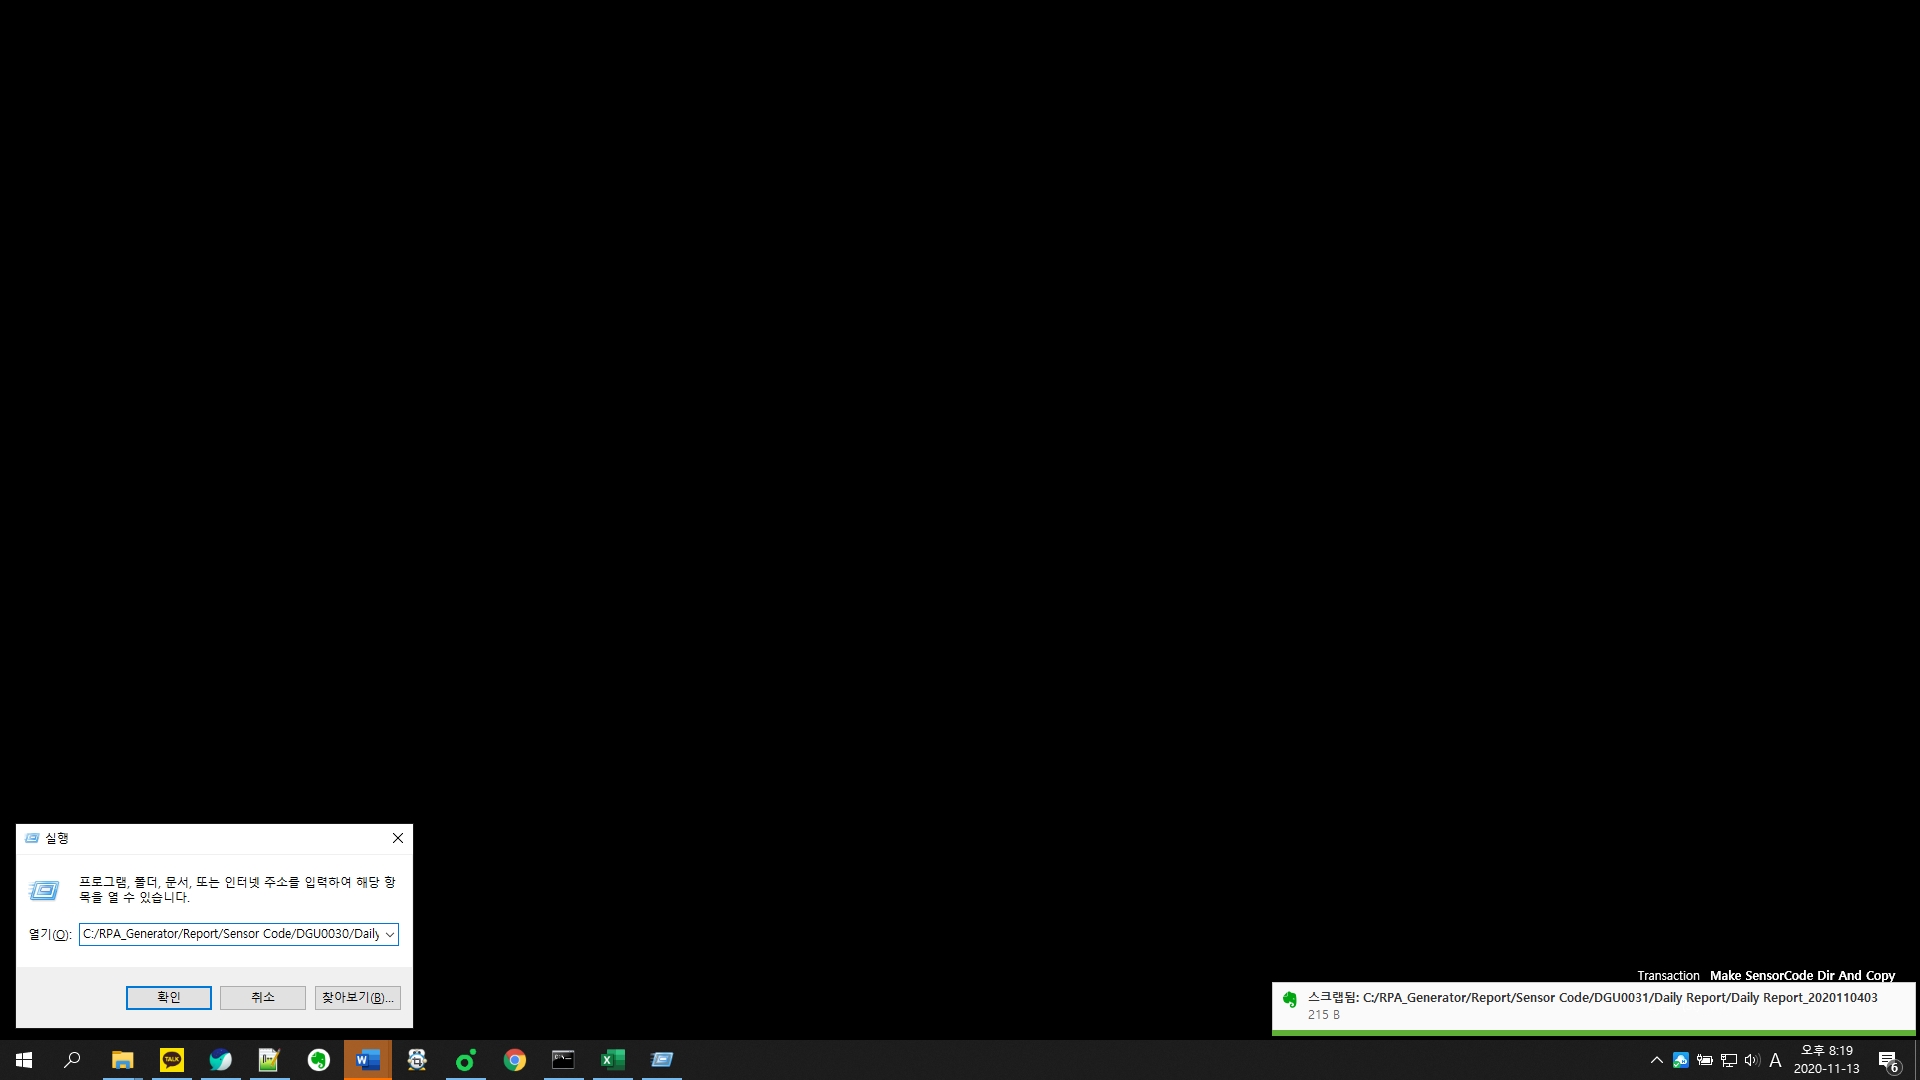 실행
프로그램, 폴더, 문서, 또는 인터넷 주소를 입력하여 해당 항
목을 열 수 있습니다.
열기(O): C:/RPA_Generator/Report/Sensor Code/DGU0030/Daily
확인 취소 찾아보기(B)...
Transaction Make SensorCode Dir And Copy
스크랩됨: C:/RPA_Generator/Report/Sensor Code/DGU0031/Daily Report/Daily Report_2020110403
215 B
TALK
A
오후 8:19
2020-11-13
6